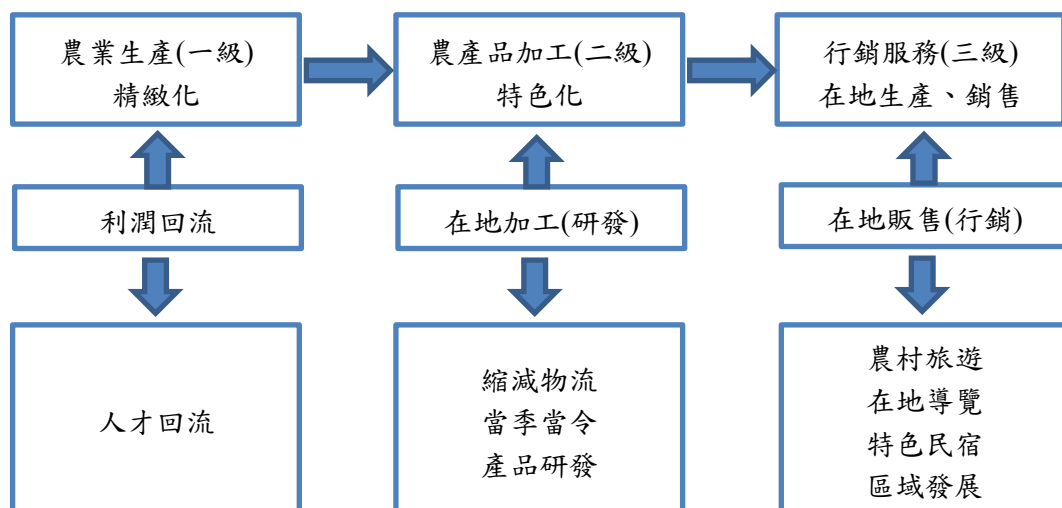 農業生產(一級)
精緻化
農產品加工(二級)
特色化
行銷服務(三級)
在地生產、銷售
利潤回流
在地加工(研發)
在地販售(行銷)
人才回流
縮減物流
當季當令
產品研發
農村旅遊
在地導覽
特色民宿
區域發展